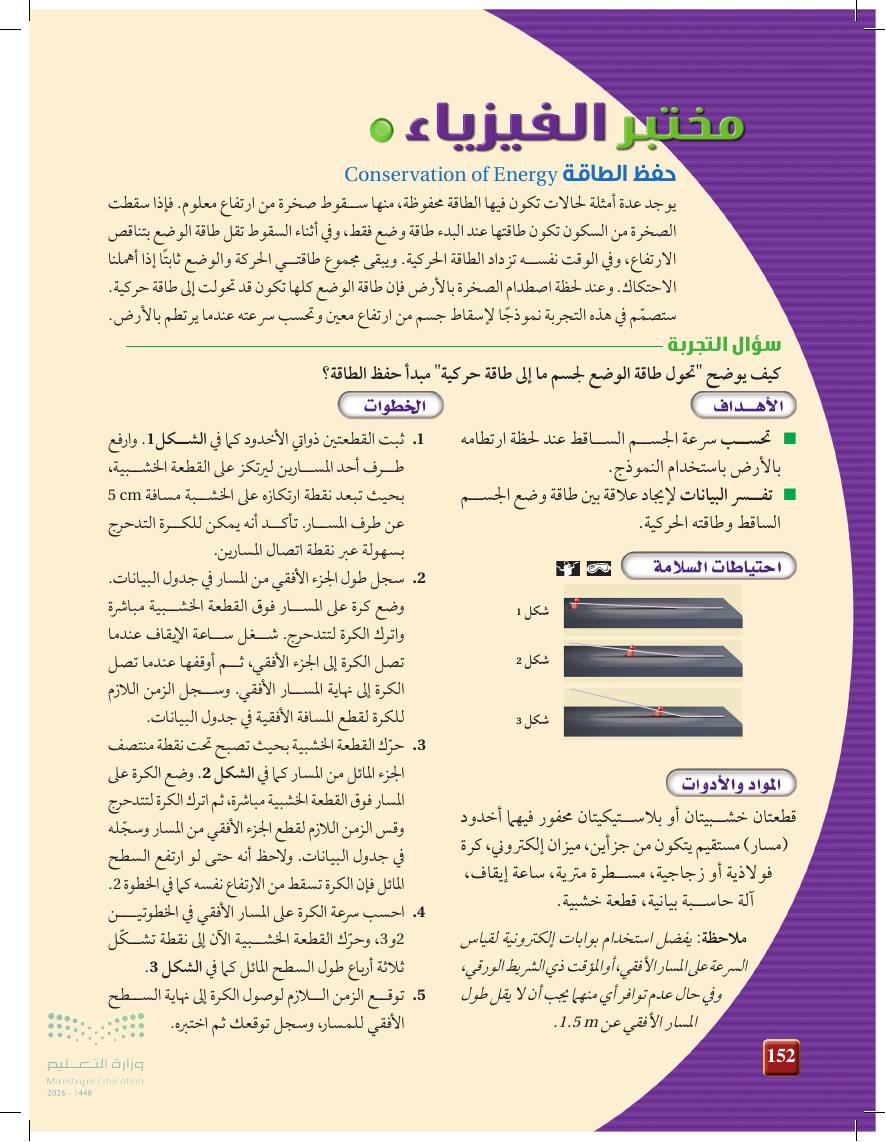 مختبر الفيزياء
حفظ الطاقة Conservation of Energy
يوجد عدة أمثلة لحالات تكون فيها الطاقة محفوظة، منها سقوط صخرة من ارتفاع معلوم. فإذا سقطت
الصخرة من السكون تكون طاقتها عند البدء طاقة وضع فقط، وفي أثناء السقوط تقل طاقة الوضع بتناقص
الارتفاع، وفي الوقت نفسه تزداد الطاقة الحركية. ويبقى مجموع طاقتي الحركة والوضع ثابتًا إذا أهملنا
الاحتكاك. وعند لحظة اصطدام الصخرة بالأرض فإن طاقة الوضع كلها تكون قد تحولت إلى طاقة حركية.
ستصمّم في هذه التجربة نموذجًا لإسقاط جسم من ارتفاع معين وتحسب سرعته عندما يرتطم بالأرض.
سؤال التجربة
كيف يوضح "تحول طاقة الوضع لجسم ما إلى طاقة حركية" مبدأ حفظ الطاقة؟
الأهداف
■ تحسب سرعة الجسم الساقط عند لحظة ارتطامه
بالأرض باستخدام النموذج.
■ تفسر البيانات لإيجاد علاقة بين طاقة وضع الجسم
الساقط وطاقته الحركية.
احتياطات السلامة
شكل 1
شكل 2
شكل 3
المواد والأدوات
قطعتان خشبيتان أو بلاستيكيتان محفور فيهما أخدود
(مسار) مستقيم يتكون من جزأين، ميزان إلكتروني، كرة
فولاذية أو زجاجية، مسطرة مترية، ساعة إيقاف،
آلة حاسبة بيانية، قطعة خشبية.
ملاحظة: يفضل استخدام بوابات إلكترونية لقياس
السرعة على المسار الأفقي، أو المؤقت ذي الشريط الورقي،
وفي حال عدم توافر أي منهما يجب أن لا يقل طول
المسار الأفقي عن 1.5 m.
الخطوات
1. ثبت القطعتين ذواتي الأخدود كما في الشكل1. وارفع
طرف أحد المسارين ليرتكز على القطعة الخشبية،
بحيث تبعد نقطة ارتكازه على الخشبة مسافة 5 cm
عن طرف المسار. تأكد أنه يمكن للكرة التدحرج
بسهولة عبر نقطة اتصال المسارين.
2. سجل طول الجزء الأفقي من المسار في جدول البيانات.
وضع كرة على المسار فوق القطعة الخشبية مباشرة
واترك الكرة لتتدحرج. شغل ساعة الإيقاف عندما
تصل الكرة إلى الجزء الأفقي، ثم أوقفها عندما تصل
الكرة إلى نهاية المسار الأفقي. وسجل الزمن اللازم
للكرة لقطع المسافة الأفقية في جدول البيانات.
3. حرّك القطعة الخشبية بحيث تصبح تحت نقطة منتصف
الجزء المائل من المسار كما في الشكل 2. وضع الكرة على
المسار فوق القطعة الخشبية مباشرة، ثم اترك الكرة لتتدحرج
وقس الزمن اللازم لقطع الجزء الأفقي من المسار وسجّله
في جدول البيانات. ولاحظ أنه حتى لو ارتفع السطح
المائل فإن الكرة تسقط من الارتفاع نفسه كما في الخطوة 2.
4. احسب سرعة الكرة على المسار الأفقي في الخطوتين
2و3، وحرّك القطعة الخشبية الآن إلى نقطة تشكّل
ثلاثة أرباع طول السطح المائل كما في الشكل 3.
5. توقع الزمن اللازم لوصول الكرة إلى نهاية السطح
الأفقي للمسار، وسجل توقعك ثم اختبره.
وزارة التعليم
Ministry of Education
2026 - 1448
152